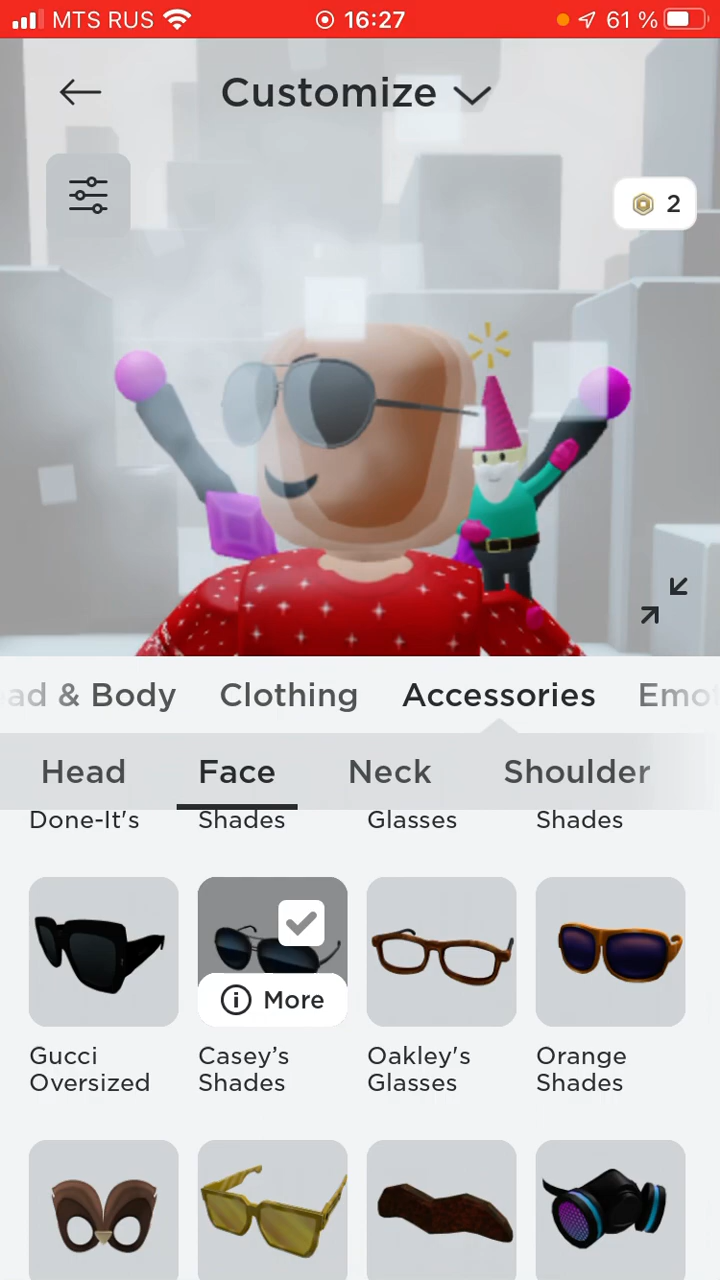 MTS RUS 16:27 61 %
Customize
2
ad & Body Clothing Accessories Emo
Head Face Neck Shoulder
Done-It's Shades Glasses Shades
More
Gucci Oversized
Casey’s Shades
Oakley's Glasses
Orange Shades